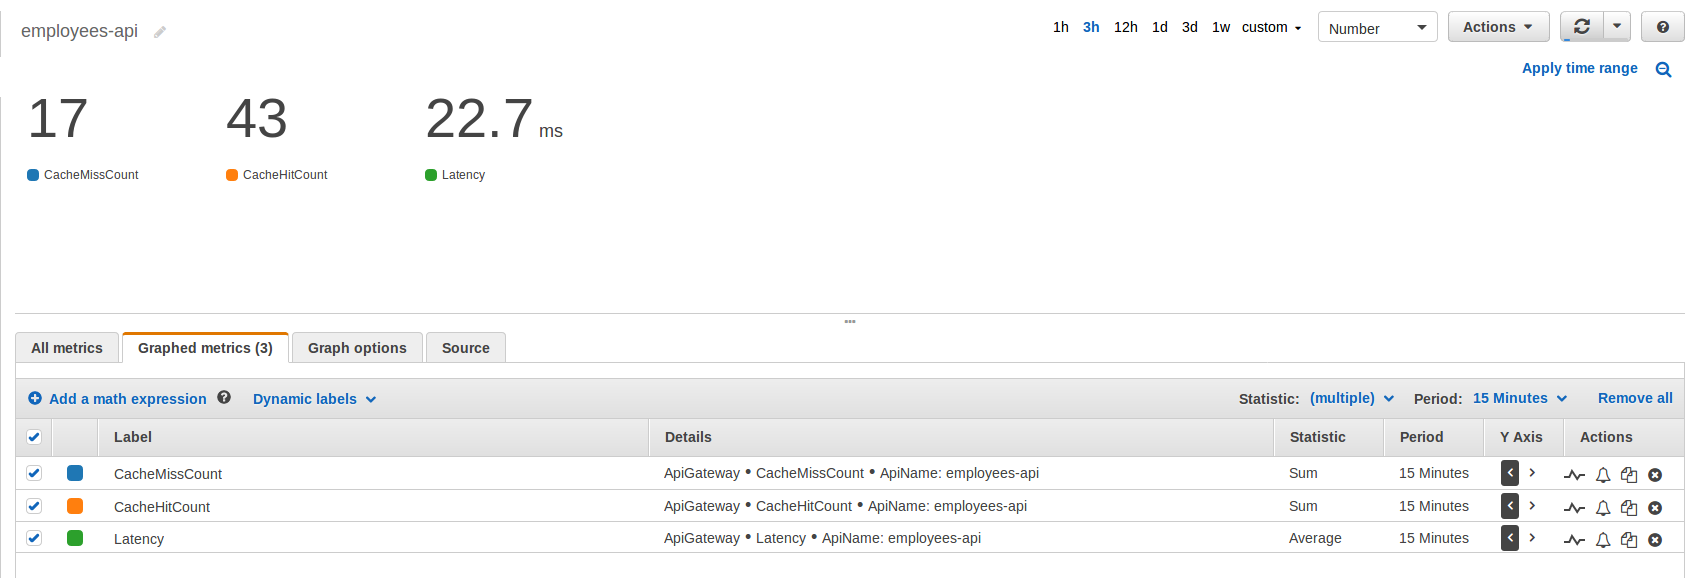 employees-api
1h 3h 12h 1d 3d 1w custom Number Actions
Apply time range
17 43 22.7 ms
CacheMissCount CacheHitCount Latency
All metrics Graphed metrics (3) Graph options Source
Add a math expression Dynamic labels Statistic: (multiple) Period: 15 Minutes Remove all
Label Details Statistic Period Y Axis Actions
CacheMissCount ApiGateway • CacheMissCount • ApiName: employees-api Sum 15 Minutes
CacheHitCount ApiGateway • CacheHitCount • ApiName: employees-api Sum 15 Minutes
Latency ApiGateway • Latency • ApiName: employees-api Average 15 Minutes